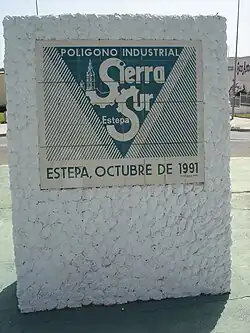 POLIGONO INDUSTRIAL
Sierra
Sur
Estepa
ESTEPA, OCTUBRE DE 1991